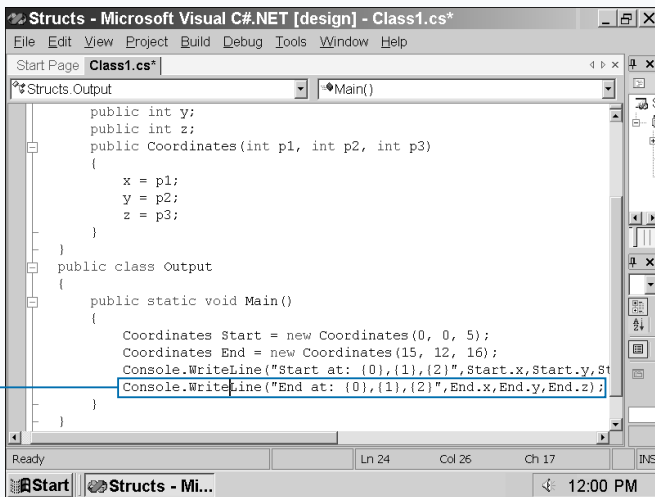 Structs - Microsoft Visual C#.NET [design] - Class1.cs*
File Edit View Project Build Debug Tools Window Help
Start Page Class1.cs*
Structs.Output Main()
public int y;
public int z;
public Coordinates(int p1, int p2, int p3)
{
x = p1;
y = p2;
z = p3;
}
}
public class Output
{
public static void Main()
{
Coordinates Start = new Coordinates(0, 0, 5);
Coordinates End = new Coordinates(15, 12, 16);
Console.WriteLine("Start at: {0},{1},{2}",Start.x,Start.y,St
Console.WriteLine("End at: {0},{1},{2}",End.x,End.y,End.z);
}
}
Ready Ln 24 Col 26 Ch 17 INS
Start Structs - Mi... 12:00 PM